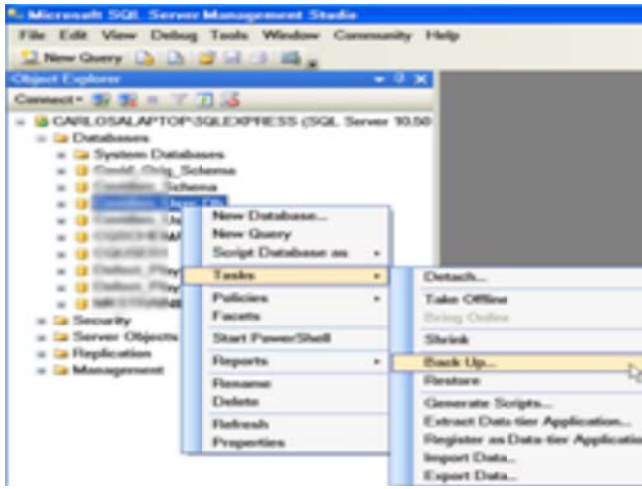 Microsoft SQL Server Management Studio
File Edit View Debug Tools Window Community Help
New Query
Object Explorer
Connect
CARLOSALAPTOP\SQLEXPRESS (SQL Server 10.50
Databases
System Databases
Orig_Schema
Schema
User
Security
Server Objects
Replication
Management
New Database...
New Query
Script Database as
Tasks
Policies
Facets
Start PowerShell
Reports
Rename
Delete
Refresh
Properties
Detach...
Take Offline
Bring Online
Shrink
Back Up...
Restore
Generate Scripts...
Extract Data-tier Application...
Register as Data-tier Application
Import Data...
Export Data...